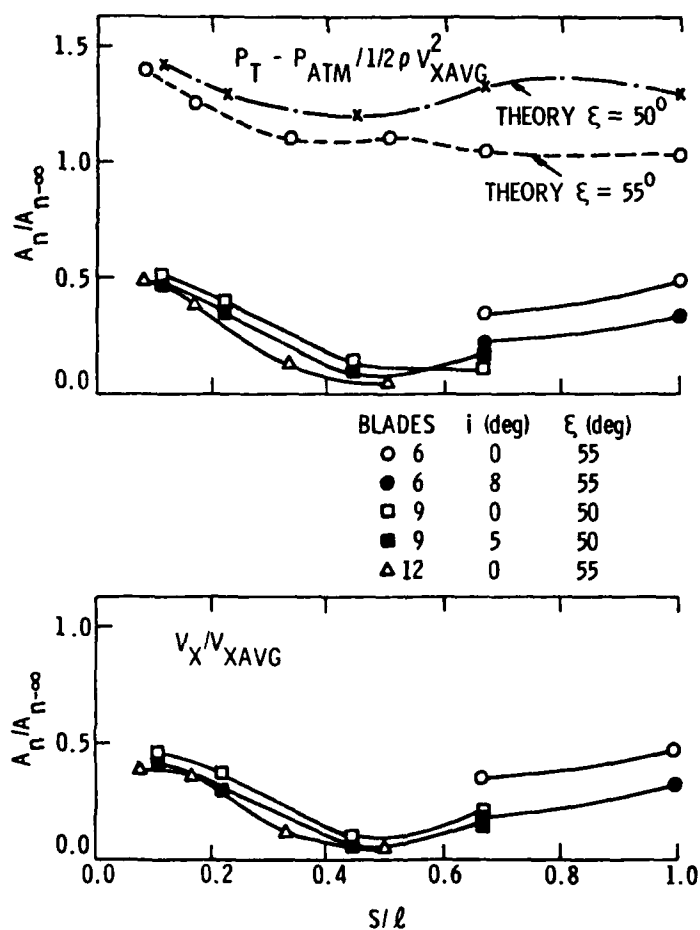 1.5
P_T - P_ATM / 1/2 ρ V²_XAVG
THEORY ξ = 50⁰
1.0
THEORY ξ = 55⁰
A_n/A_n-∞
0.5
0.0
BLADES i (deg) ξ (deg)
○ 6 0 55
● 6 8 55
□ 9 0 50
■ 9 5 50
△ 12 0 55
1.0
V_X/V_XAVG
A_n/A_n-∞
0.5
0.0
0.0 0.2 0.4 0.6 0.8 1.0
S/ℓ